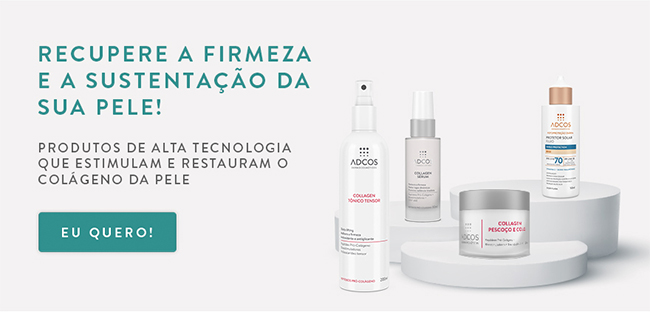 RECUPERE A FIRMEZA
E A SUSTENTAÇÃO DA
SUA PELE!
PRODUTOS DE ALTA TECNOLOGIA
QUE ESTIMULAM E RESTAURAM O
COLÁGENO DA PELE
EU QUERO!
ADCOS
COLLAGEN
TÔNICO TENSOR
ADCOS
COLLAGEN
SERUM
ADCOS
PROTETOR SOLAR
70
ADCOS
COLLAGEN
PESCOÇO E COLO